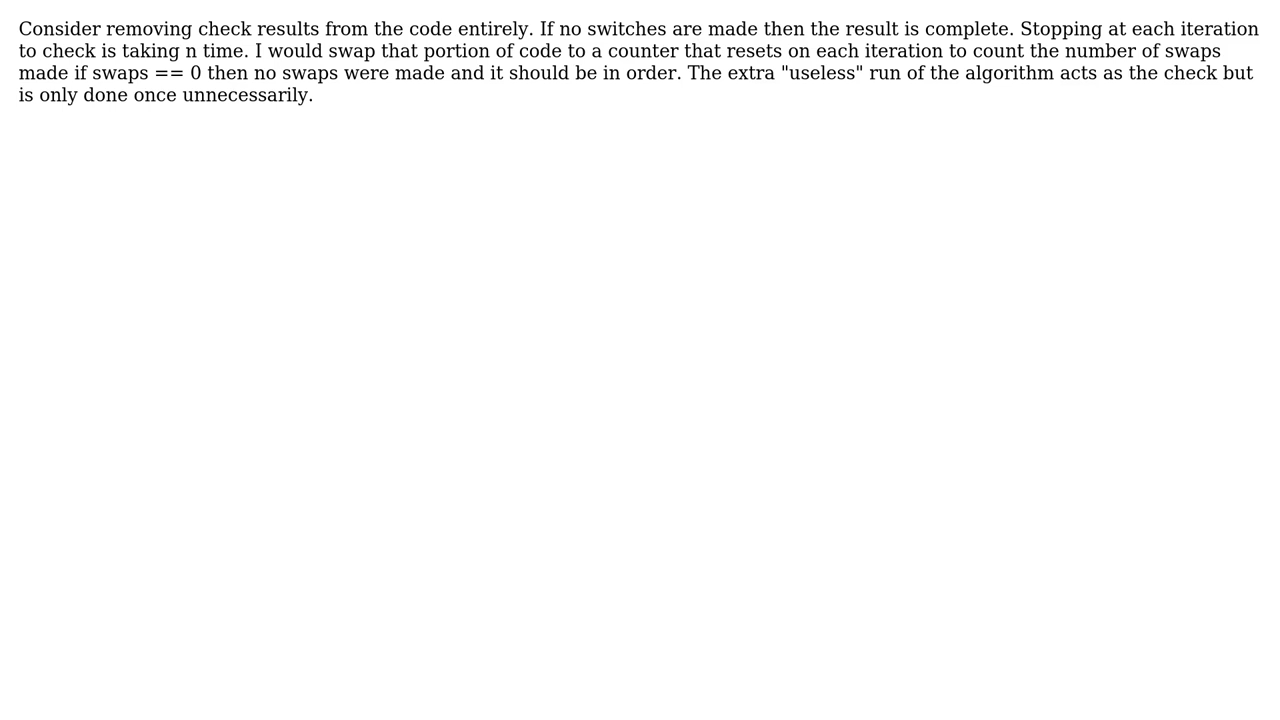 Consider removing check results from the code entirely. If no switches are made then the result is complete. Stopping at each iteration
to check is taking n time. I would swap that portion of code to a counter that resets on each iteration to count the number of swaps
made if swaps == 0 then no swaps were made and it should be in order. The extra "useless" run of the algorithm acts as the check but
is only done once unnecessarily.